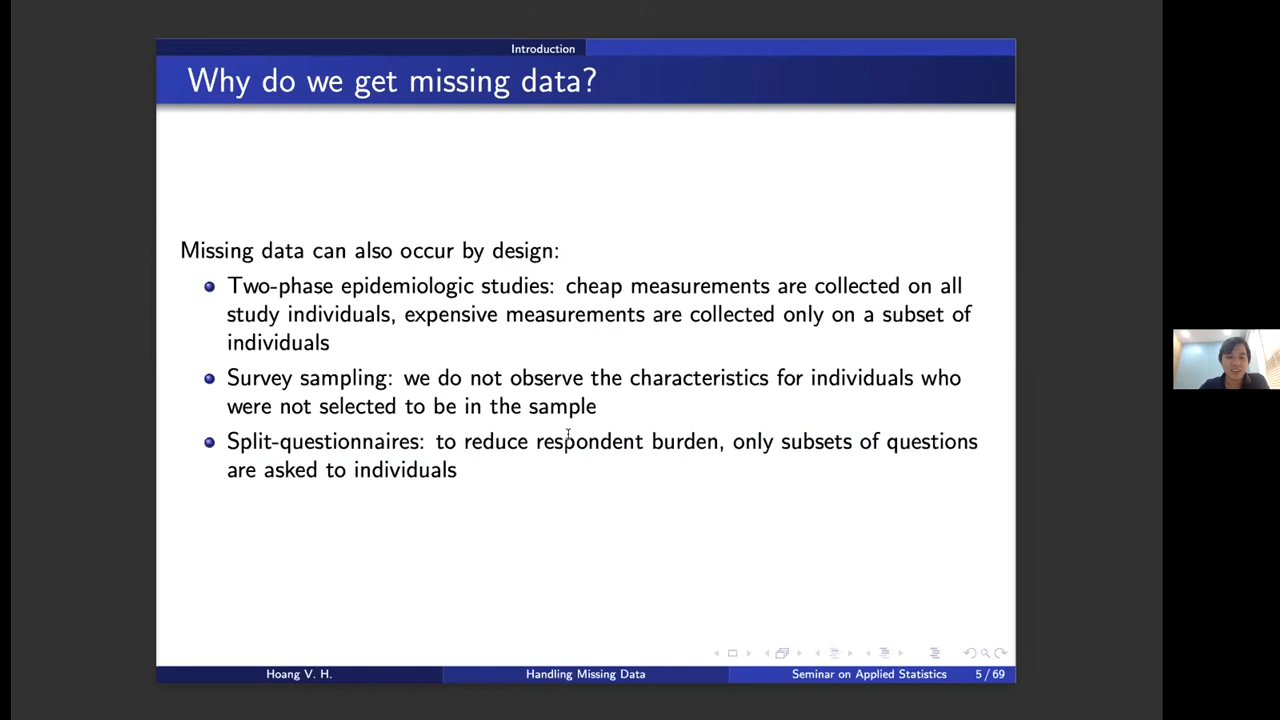 Introduction
Why do we get missing data?
Missing data can also occur by design:
Two-phase epidemiologic studies: cheap measurements are collected on all
study individuals, expensive measurements are collected only on a subset of
individuals
Survey sampling: we do not observe the characteristics for individuals who
were not selected to be in the sample
Split-questionnaires: to reduce respondent burden, only subsets of questions
are asked to individuals
Hoang V. H.
Handling Missing Data
Seminar on Applied Statistics
5 / 69